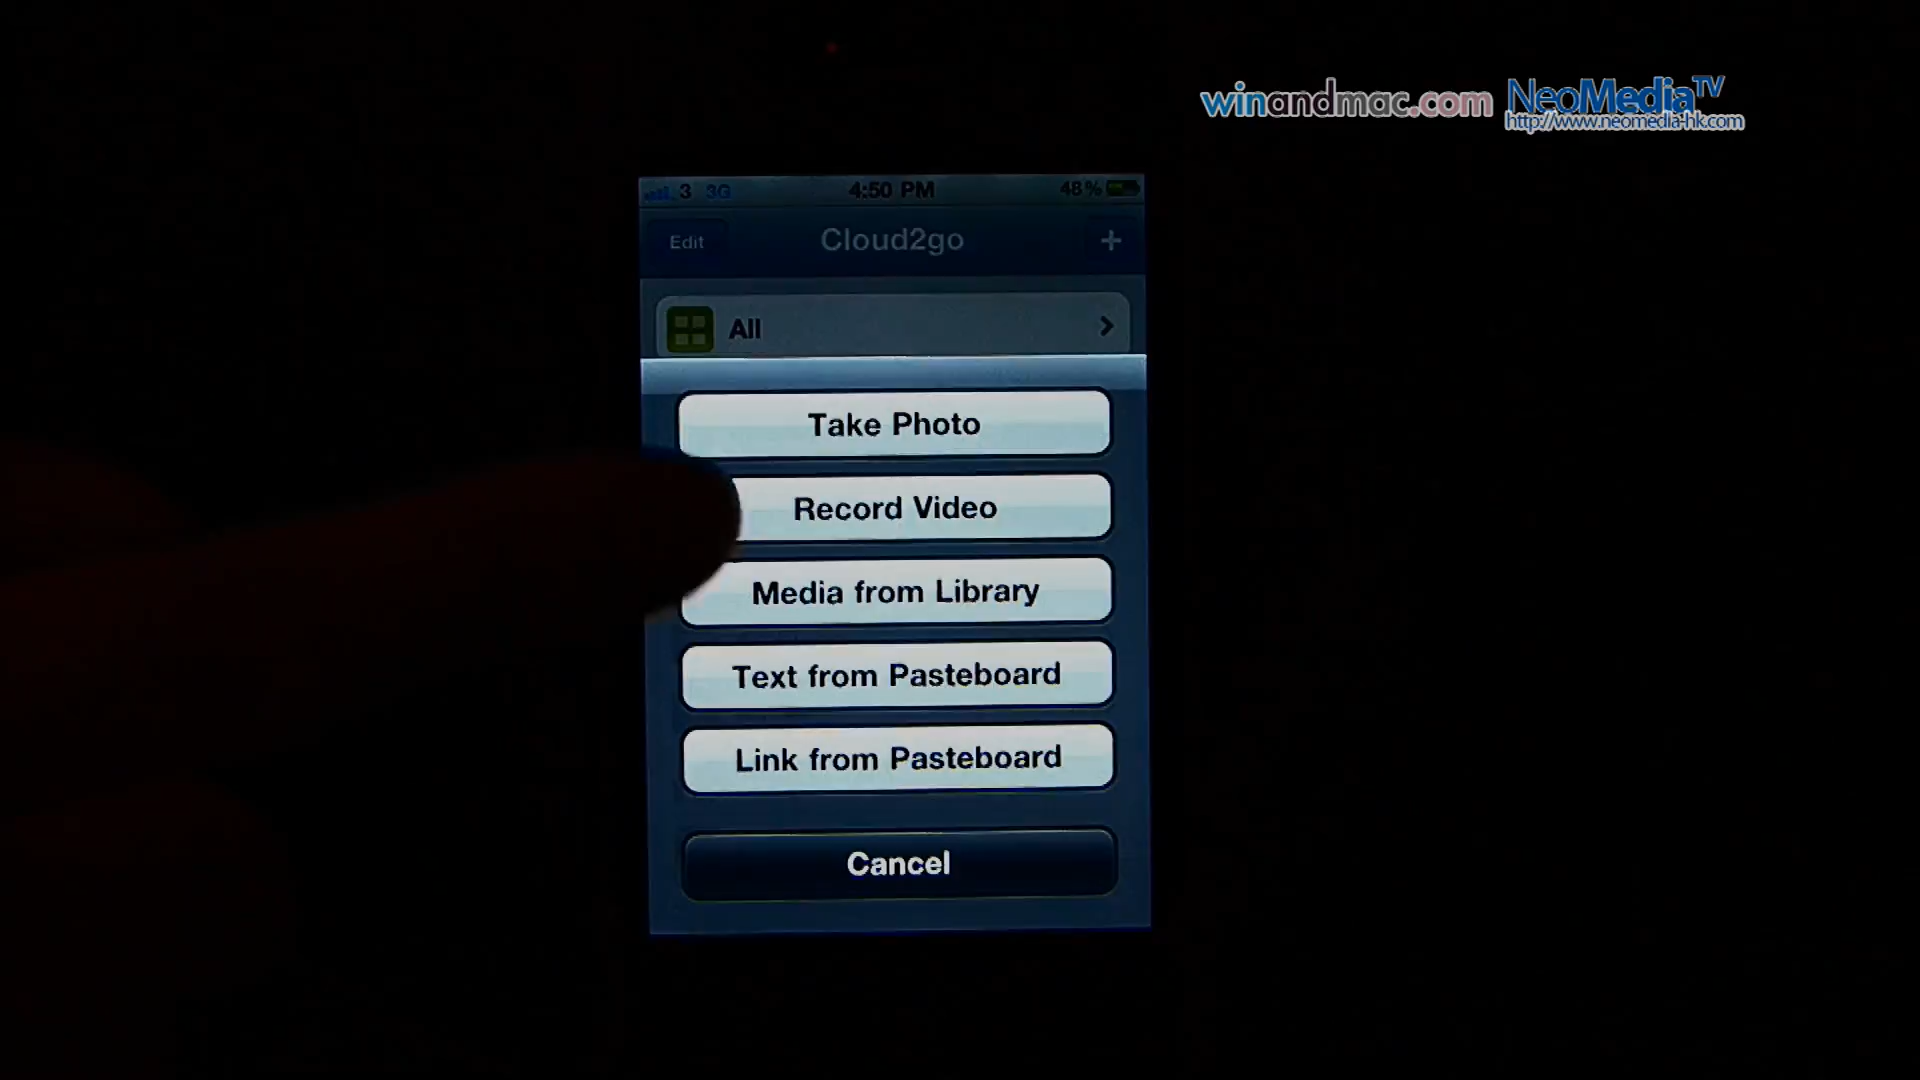 winandmac.com NeoMediaTV
http://www.neomedia-hk.com
3 3G 4:50 PM 48%
Edit Cloud2go +
All
Take Photo
Record Video
Media from Library
Text from Pasteboard
Link from Pasteboard
Cancel